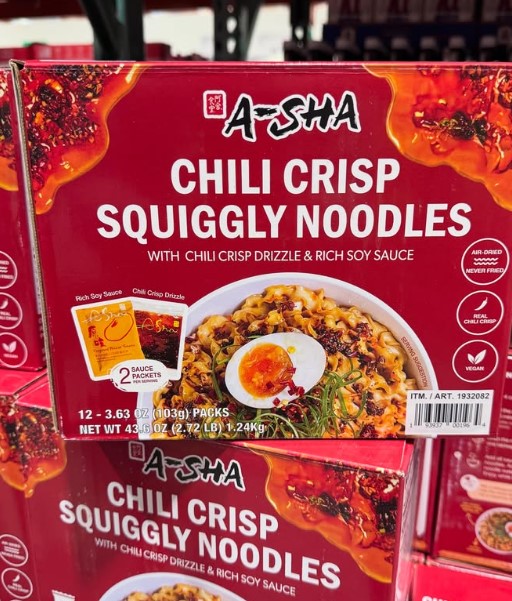 A-SHA
CHILI CRISP
SQUIGGLY NOODLES
WITH CHILI CRISP DRIZZLE & RICH SOY SAUCE
AIR-DRIED
NEVER FRIED
REAL
CHILI CRISP
VEGAN
Rich Soy Sauce
Chili Crisp Drizzle
2 SAUCE
PACKETS
PER SERVING
SERVING SUGGESTION
12 - 3.63 OZ (103g) PACKS
NET WT 43.6 OZ (2.72 LB) 1.24Kg
ITM. / ART. 1932082
A-SHA
CHILI CRISP
SQUIGGLY NOODLES
WITH CHILI CRISP DRIZZLE & RICH SOY SAUCE